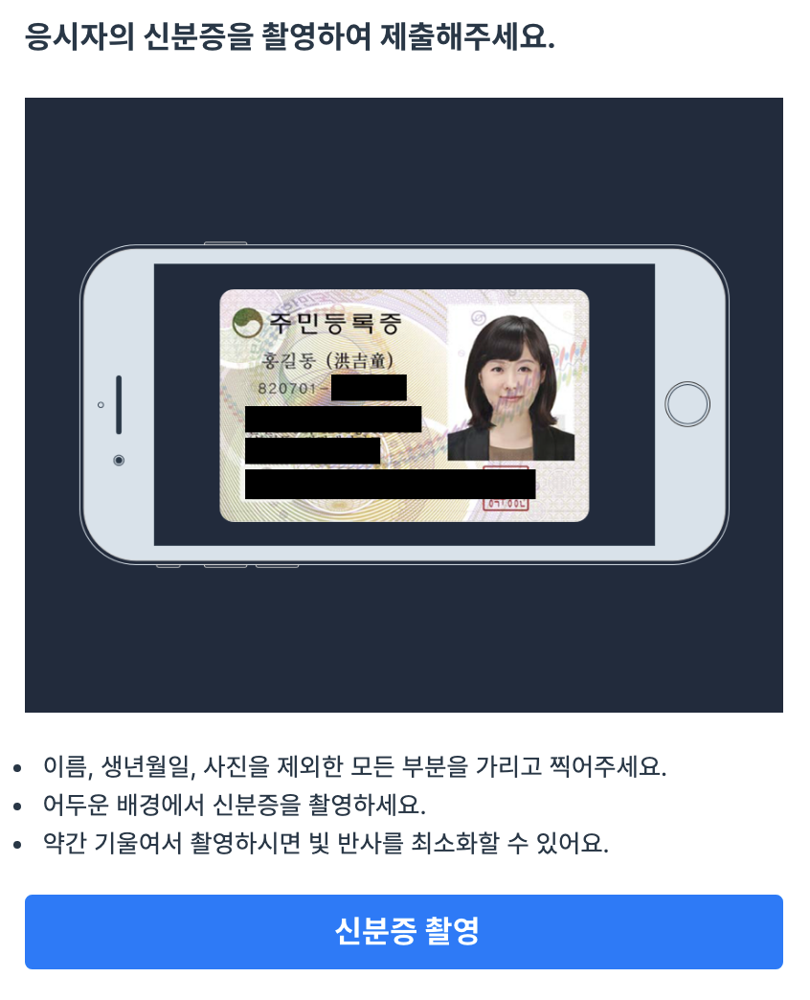 응시자의 신분증을 촬영하여 제출해주세요.
주민등록증
홍길동 (洪吉童)
820701-
이름, 생년월일, 사진을 제외한 모든 부분을 가리고 찍어주세요.
어두운 배경에서 신분증을 촬영하세요.
약간 기울여서 촬영하시면 빛 반사를 최소화할 수 있어요.
신분증 촬영